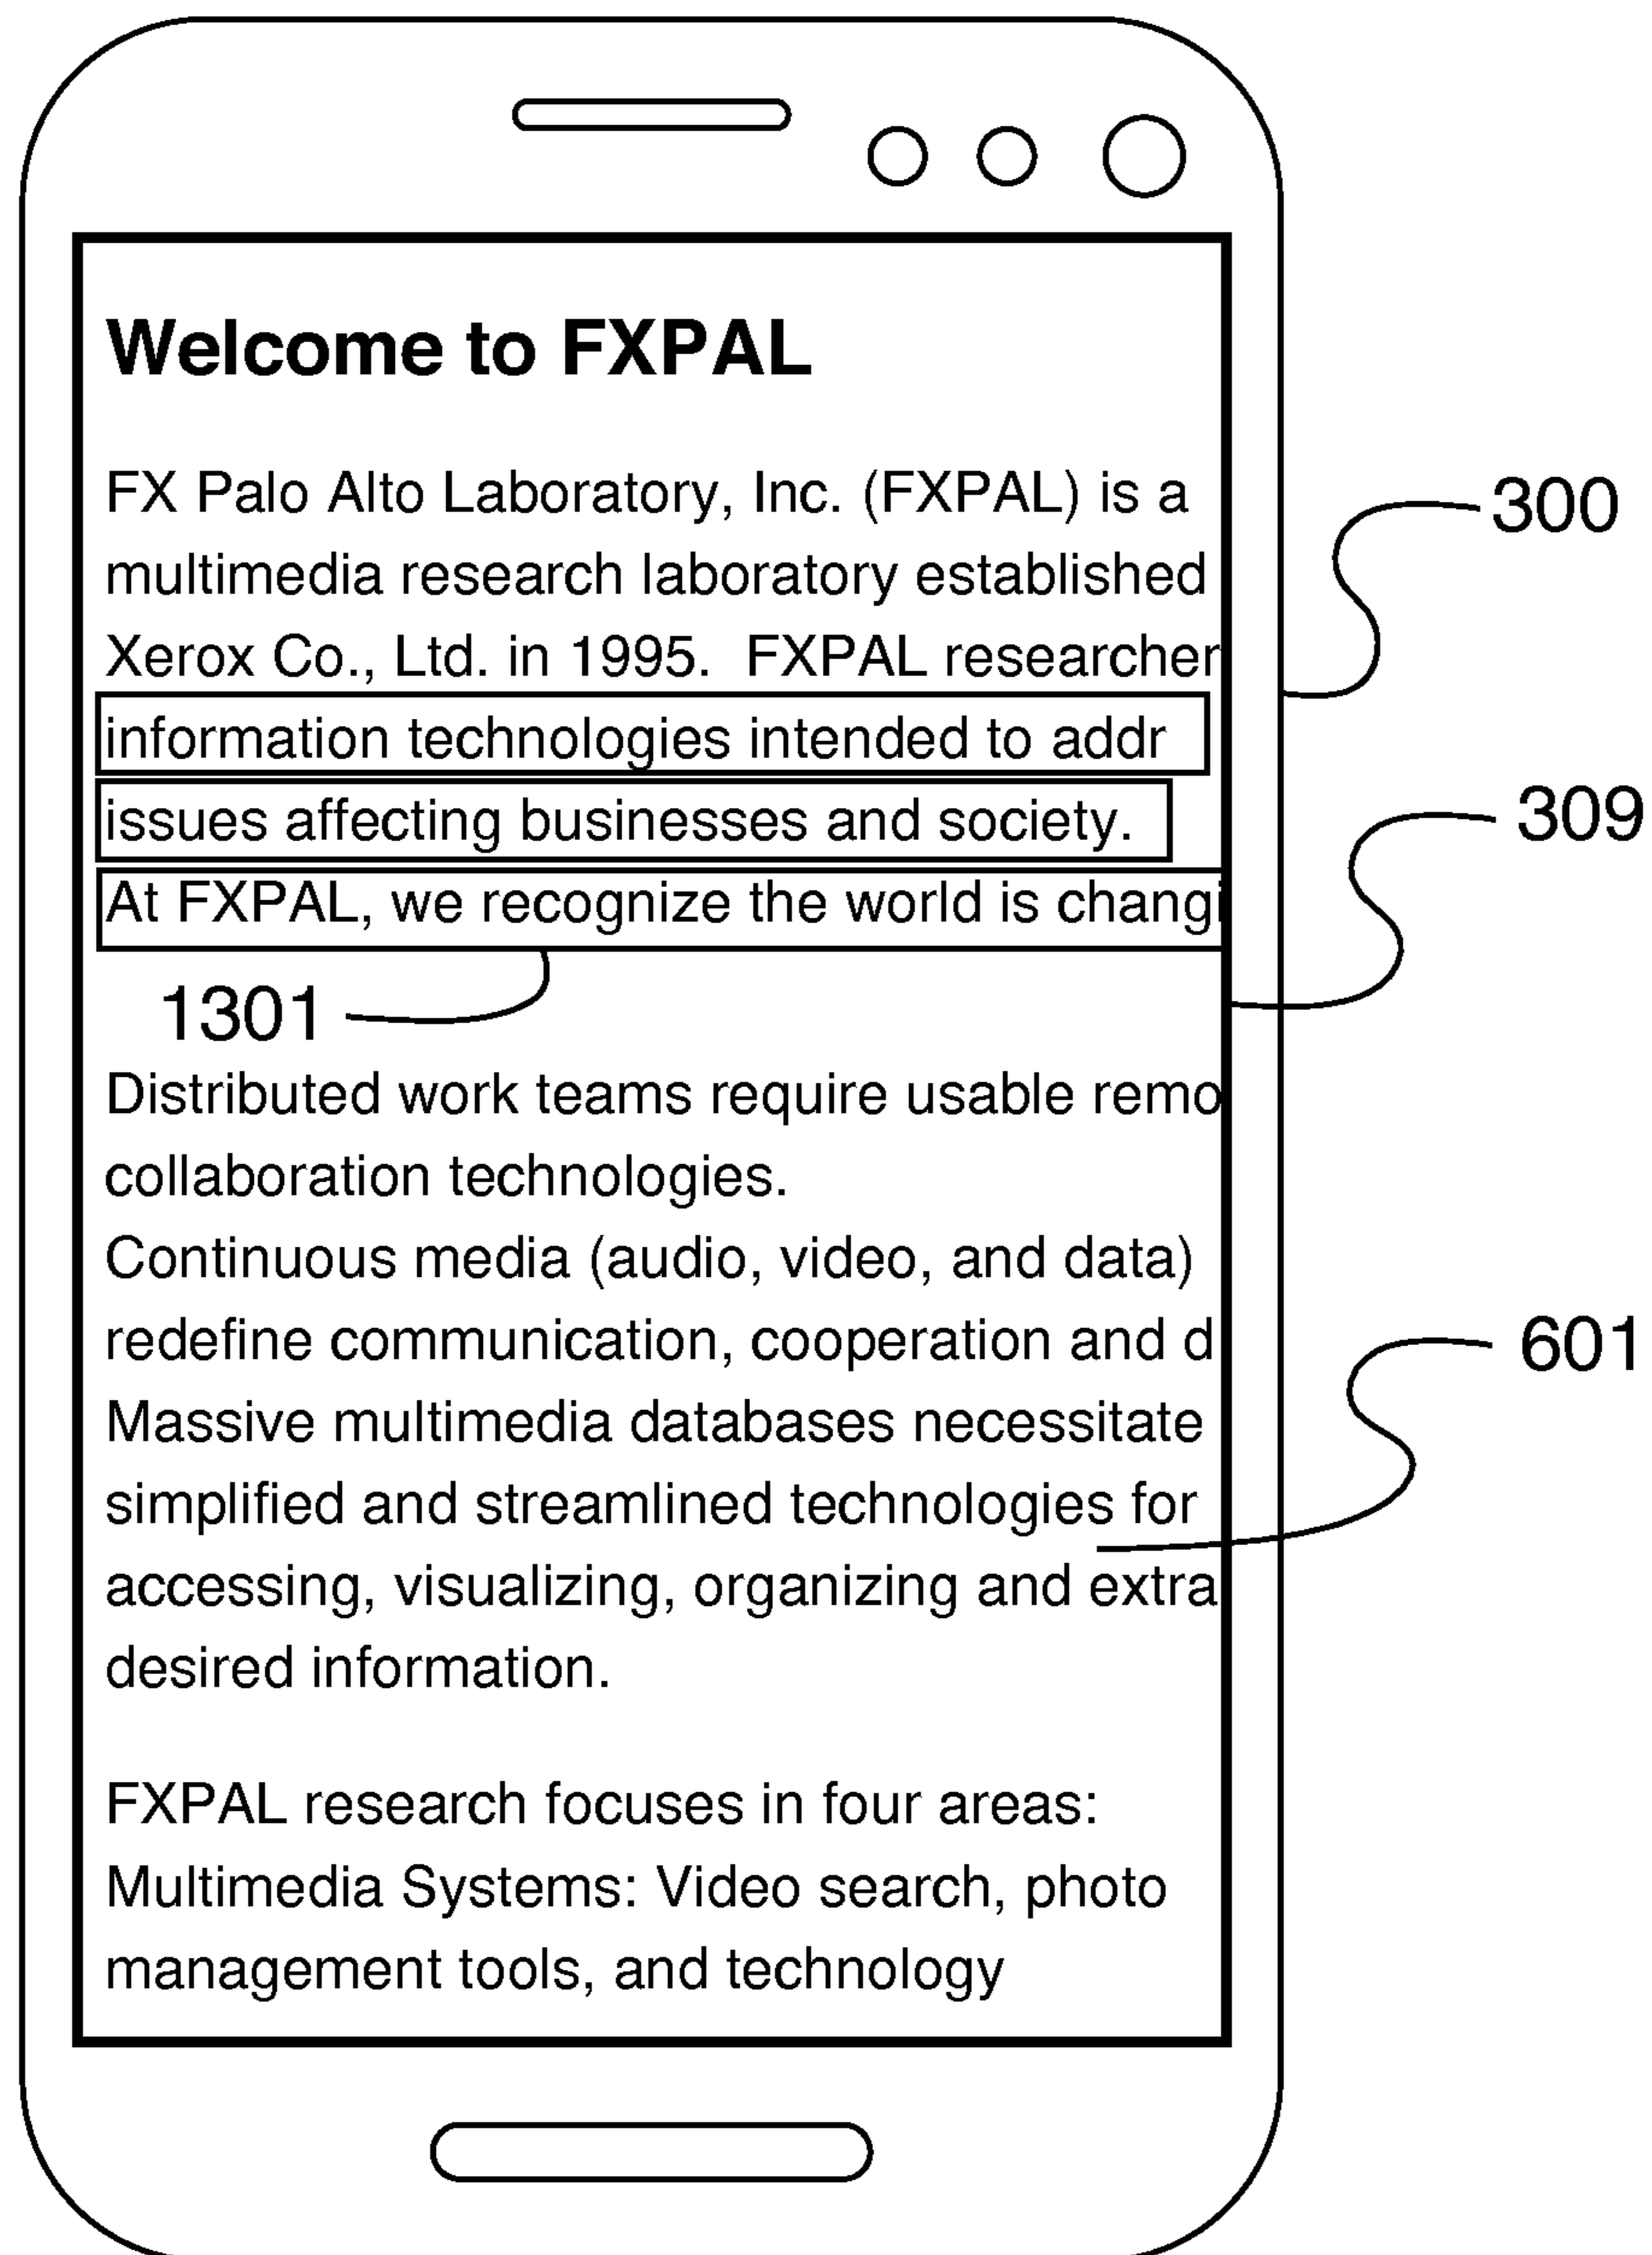 Welcome to FXPAL
FX Palo Alto Laboratory, Inc. (FXPAL) is a
multimedia research laboratory established
Xerox Co., Ltd. in 1995. FXPAL researcher
information technologies intended to addr
issues affecting businesses and society.
At FXPAL, we recognize the world is changi
1301
Distributed work teams require usable remo
collaboration technologies.
Continuous media (audio, video, and data)
redefine communication, cooperation and d
Massive multimedia databases necessitate
simplified and streamlined technologies for
accessing, visualizing, organizing and extra
desired information.
FXPAL research focuses in four areas:
Multimedia Systems: Video search, photo
management tools, and technology
300
309
601